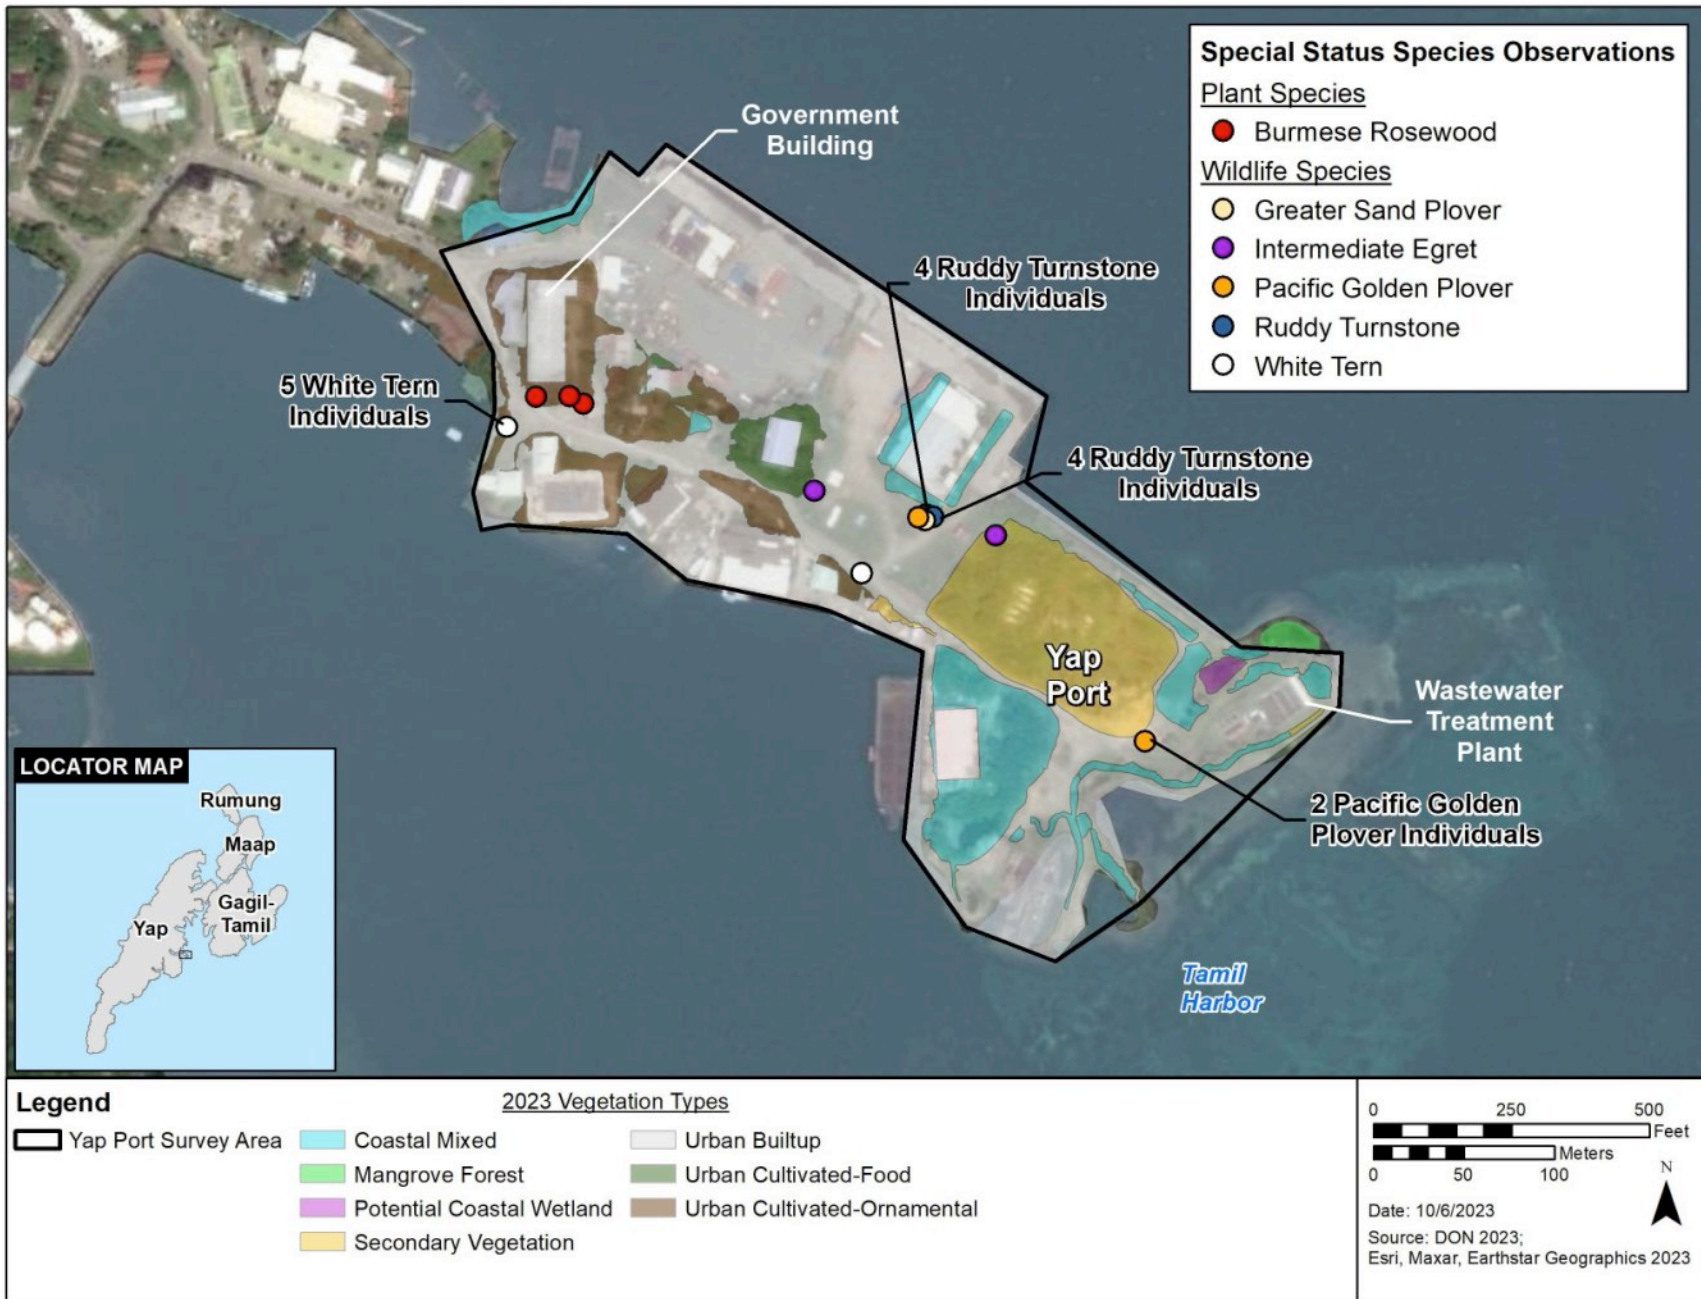 Special Status Species Observations
Plant Species
Burmese Rosewood
Wildlife Species
Greater Sand Plover
Intermediate Egret
Pacific Golden Plover
Ruddy Turnstone
White Tern
Government
Building
4 Ruddy Turnstone
Individuals
5 White Tern
Individuals
4 Ruddy Turnstone
Individuals
Yap
Port
Wastewater
Treatment
Plant
2 Pacific Golden
Plover Individuals
Tamil
Harbor
LOCATOR MAP
Rumung
Maap
Gagil-
Tamil
Yap
Legend
Yap Port Survey Area
2023 Vegetation Types
Coastal Mixed
Mangrove Forest
Potential Coastal Wetland
Secondary Vegetation
Urban Builtup
Urban Cultivated-Food
Urban Cultivated-Ornamental
0 250 500
Feet
Meters
0 50 100
N
Date: 10/6/2023
Source: DON 2023;
Esri, Maxar, Earthstar Geographics 2023